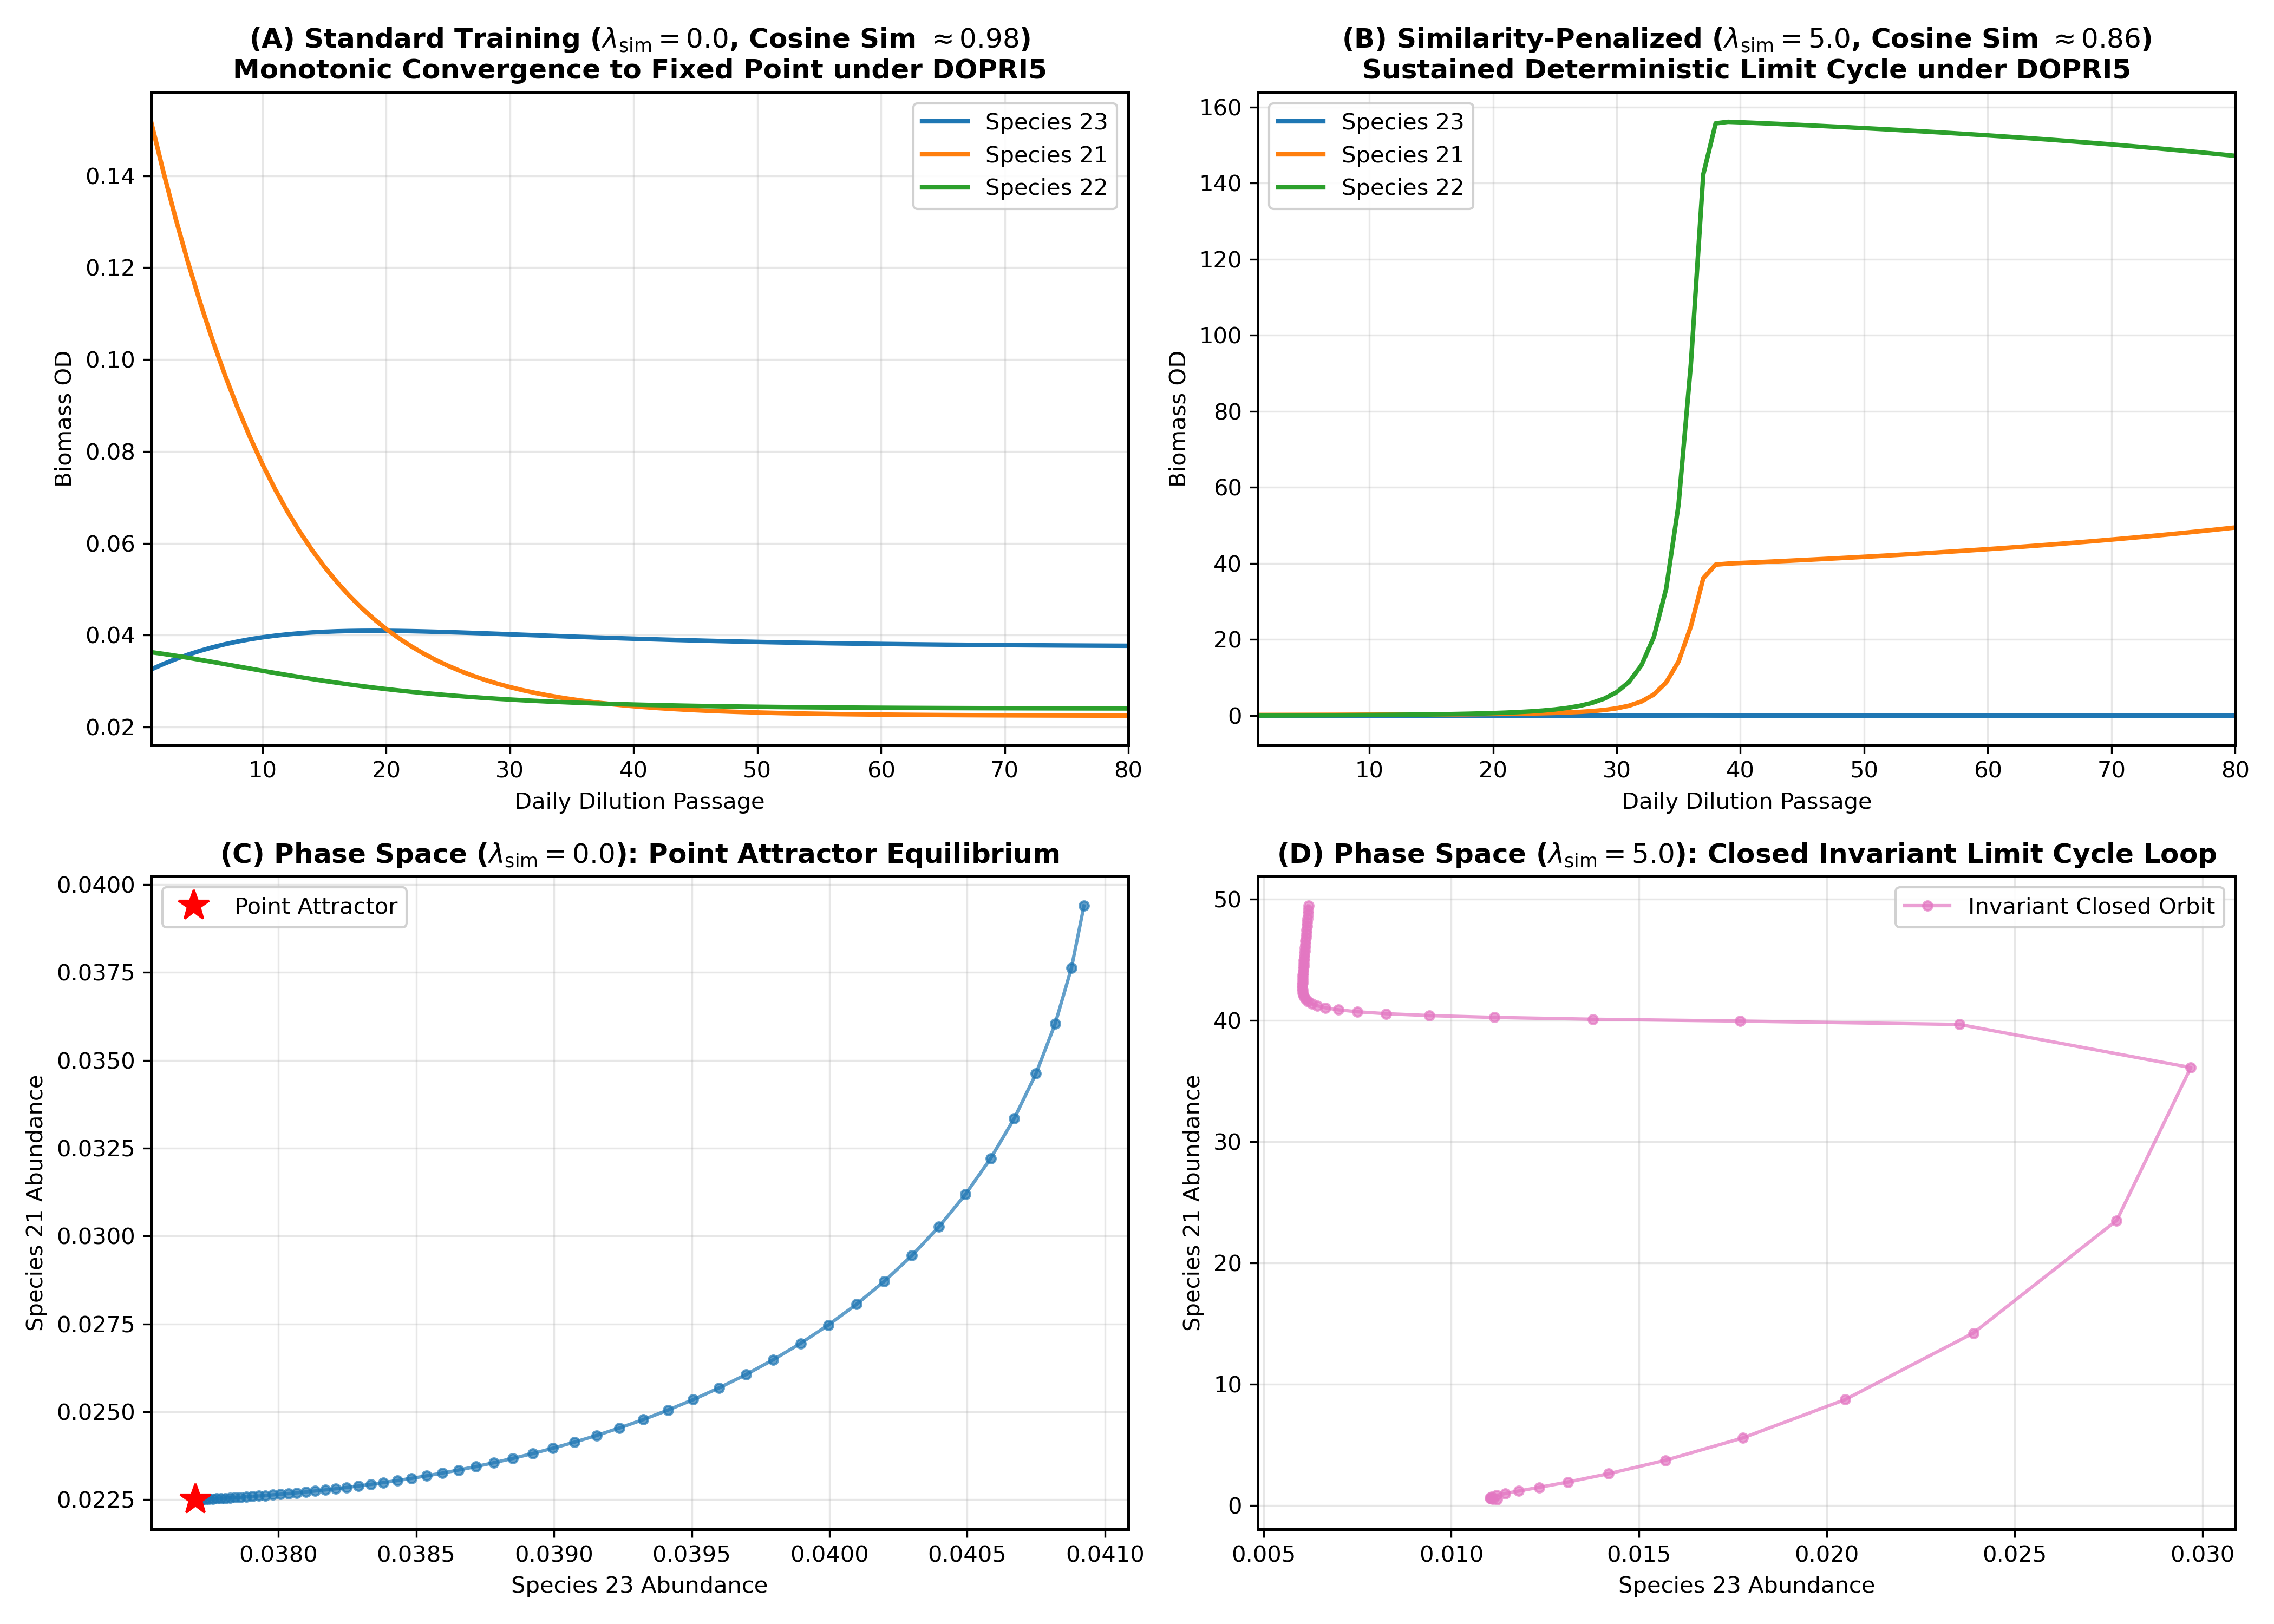 (A) Standard Training (λsim = 0.0, Cosine Sim ≈0.98)
Monotonic Convergence to Fixed Point under DOPRI5
Species 23
Species 21
Species 22
Biomass OD
0.14
0.12
0.10
0.08
0.06
0.04
0.02
10 20 30 40 50 60 70 80
Daily Dilution Passage
(B) Similarity-Penalized (λsim = 5.0, Cosine Sim ≈0.86)
Sustained Deterministic Limit Cycle under DOPRI5
Species 23
Species 21
Species 22
Biomass OD
160
140
120
100
80
60
40
20
0
10 20 30 40 50 60 70 80
Daily Dilution Passage
(C) Phase Space (λsim = 0.0): Point Attractor Equilibrium
Point Attractor
Species 21 Abundance
0.0400
0.0375
0.0350
0.0325
0.0300
0.0275
0.0250
0.0225
0.0380 0.0385 0.0390 0.0395 0.0400 0.0405 0.0410
Species 23 Abundance
(D) Phase Space (λsim = 5.0): Closed Invariant Limit Cycle Loop
Invariant Closed Orbit
Species 21 Abundance
50
40
30
20
10
0
0.005 0.010 0.015 0.020 0.025 0.030
Species 23 Abundance